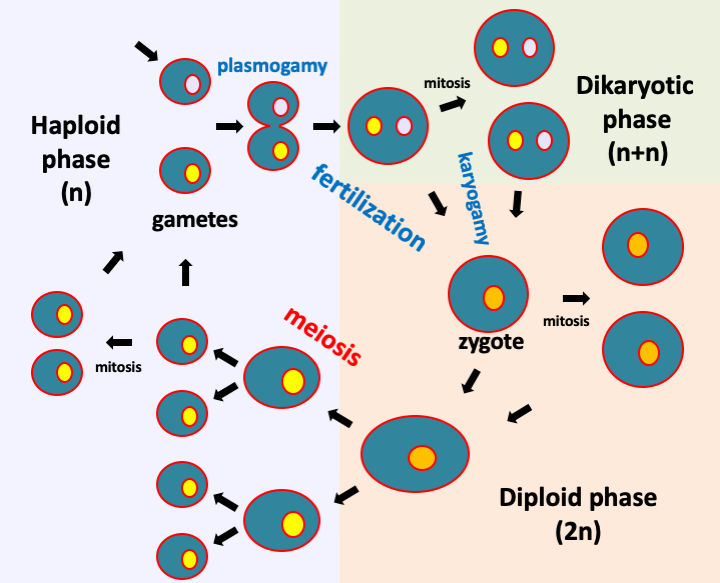 plasmogamy
Haploid
phase
(n)
gametes
mitosis
Dikaryotic
phase
(n+n)
fertilization
karyogamy
zygote
mitosis
meiosis
mitosis
Diploid phase
(2n)